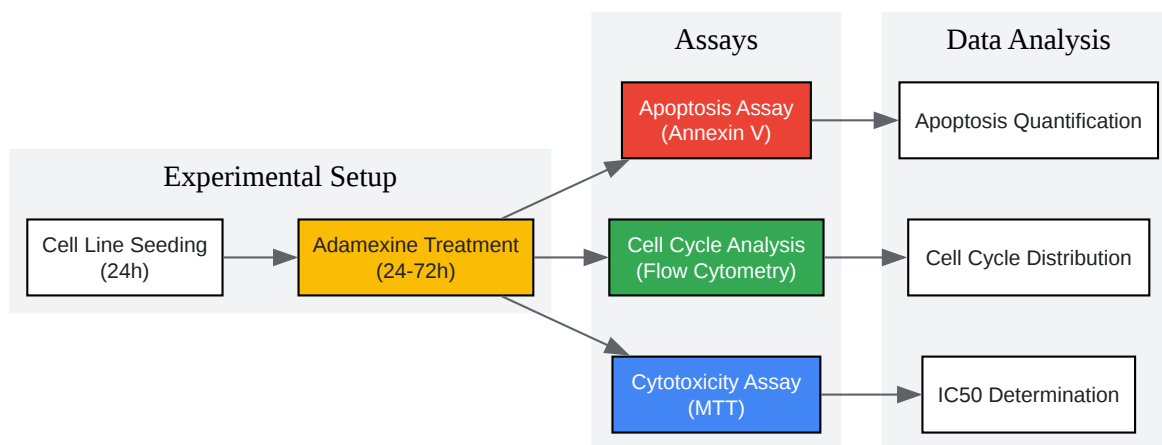 Experimental Setup
Cell Line Seeding
(24h)
Adamexine Treatment
(24-72h)
Assays
Apoptosis Assay
(Annexin V)
Cell Cycle Analysis
(Flow Cytometry)
Cytotoxicity Assay
(MTT)
Data Analysis
Apoptosis Quantification
Cell Cycle Distribution
IC50 Determination